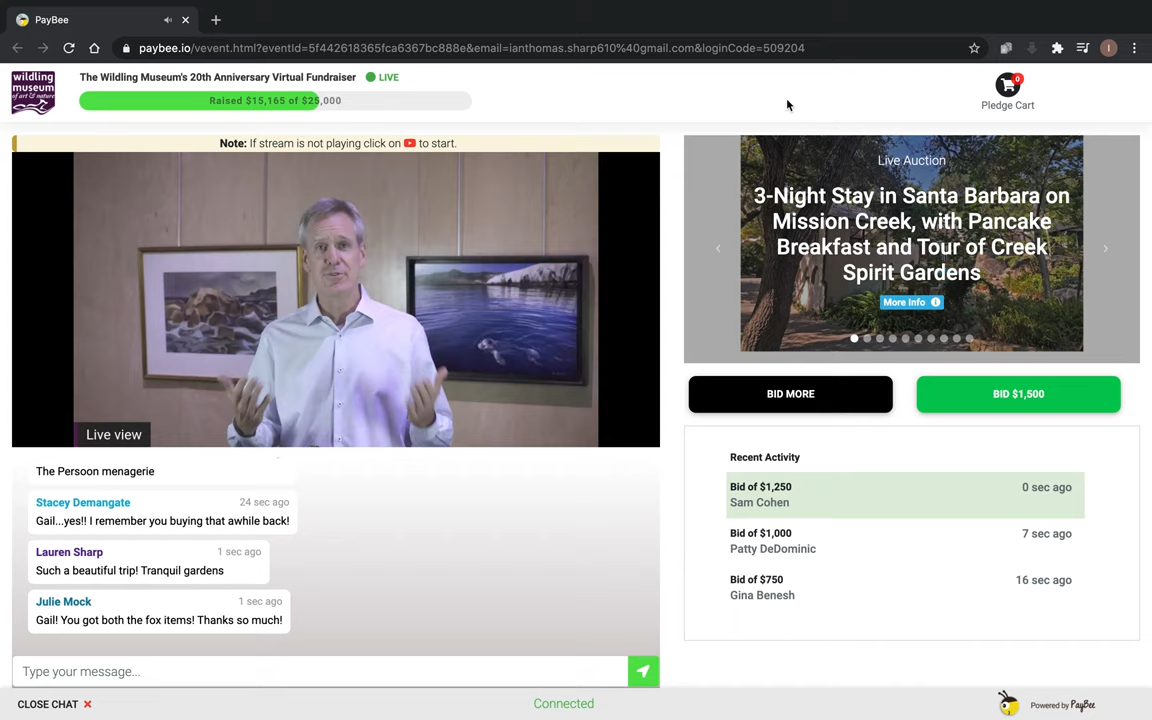 PayBee
paybee.io/vevent.html?eventId=5f442618365fca6367bc888e&email=ianthomas.sharp610%40gmail.com&loginCode=509204
I
wildling
museum
of art & nature
The Wildling Museum's 20th Anniversary Virtual Fundraiser
LIVE
Raised $15,165 of $25,000
0
Pledge Cart
Note: If stream is not playing click on to start.
Live view
Live Auction
3-Night Stay in Santa Barbara on
Mission Creek, with Pancake
Breakfast and Tour of Creek
Spirit Gardens
More Info
BID MORE
BID $1,500
Recent Activity
Bid of $1,250
0 sec ago
Sam Cohen
Bid of $1,000
7 sec ago
Patty DeDominic
Bid of $750
16 sec ago
Gina Benesh
The Persoon menagerie
Stacey Demangate
24 sec ago
Gail...yes!! I remember you buying that awhile back!
Lauren Sharp
1 sec ago
Such a beautiful trip! Tranquil gardens
Julie Mock
1 sec ago
Gail! You got both the fox items! Thanks so much!
Type your message...
CLOSE CHAT
Connected
Powered by PayBee